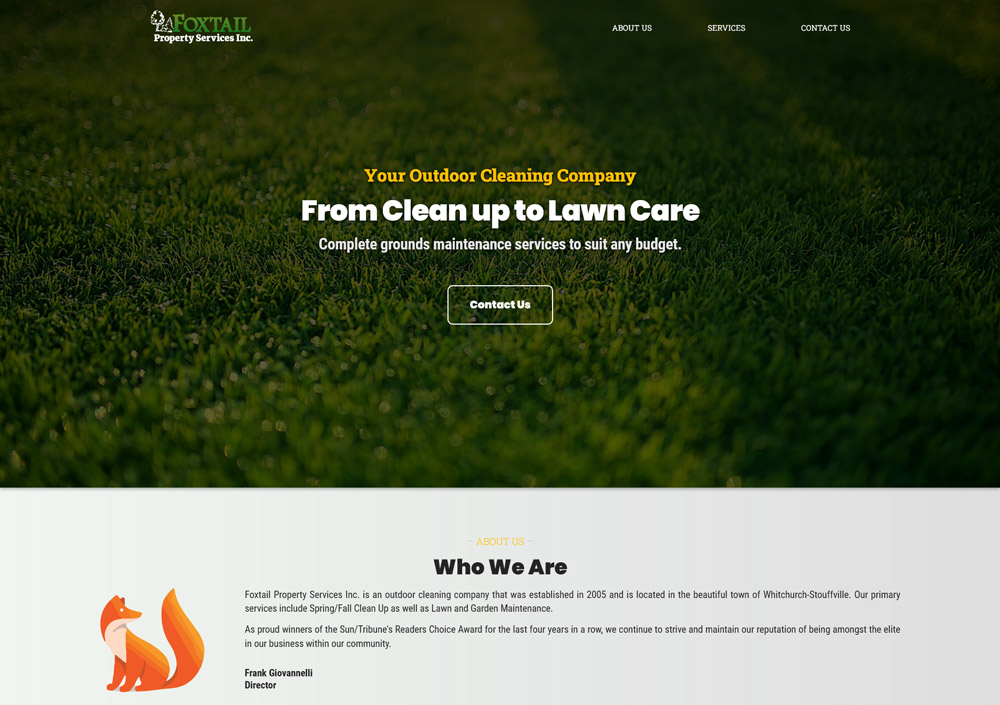 FOXTAIL
Property Services Inc.
ABOUT US
SERVICES
CONTACT US
Your Outdoor Cleaning Company
From Clean up to Lawn Care
Complete grounds maintenance services to suit any budget.
Contact Us
— ABOUT US —
Who We Are
Foxtail Property Services Inc. is an outdoor cleaning company that was established in 2005 and is located in the beautiful town of Whitchurch-Stouffville. Our primary
services include Spring/Fall Clean Up as well as Lawn and Garden Maintenance.
As proud winners of the Sun/Tribune's Readers Choice Award for the last four years in a row, we continue to strive and maintain our reputation of being amongst the elite
in our business within our community.
Frank Giovannelli
Director